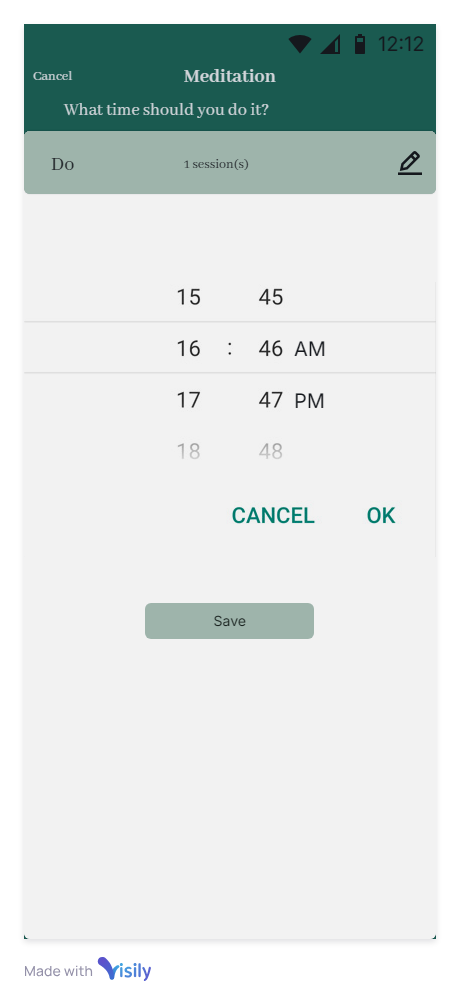 12:12
Cancel Meditation
What time should you do it?
Do 1 session(s)
15 45
16 : 46 AM
17 47 PM
18 48
CANCEL OK
Save
Made with Visily